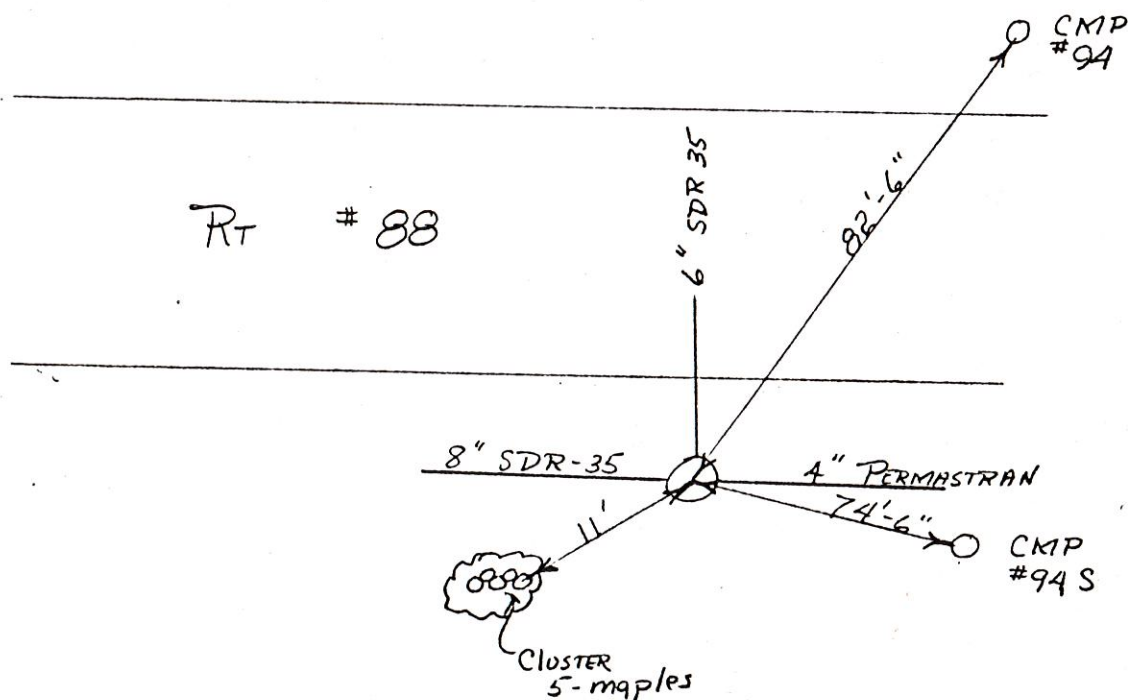 CMP
#94
6" SDR 35
82'-6"
RT # 88
8" SDR-35
4" PERMASTRAN
74'-6"
11'
CMP
#94 S
CLUSTER
5-maples